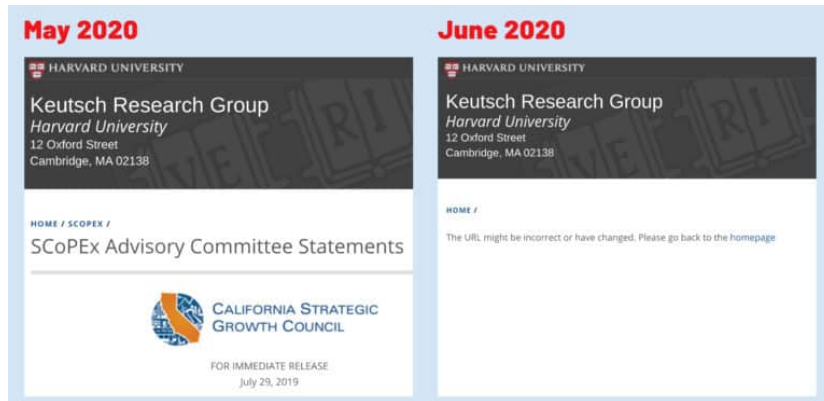 May 2020
HARVARD UNIVERSITY
Keutsch Research Group
Harvard University
12 Oxford Street
Cambridge, MA 02138
VERI
HOME / SCOPEX /
SCoPEx Advisory Committee Statements
CALIFORNIA STRATEGIC
GROWTH COUNCIL
FOR IMMEDIATE RELEASE
July 29, 2019
June 2020
HARVARD UNIVERSITY
Keutsch Research Group
Harvard University
12 Oxford Street
Cambridge, MA 02138
VERI
HOME /
The URL might be incorrect or have changed. Please go back to the homepage